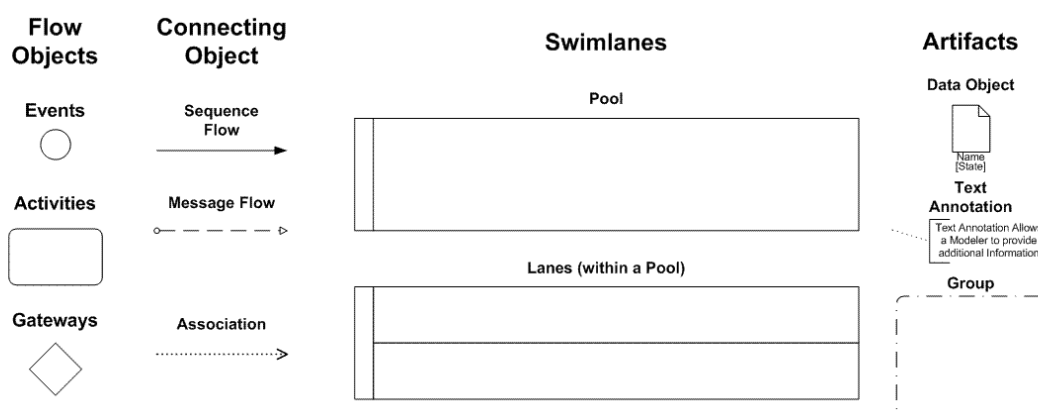 Flow
Objects
Events
Activities
Gateways
Connecting
Object
Sequence
Flow
Message Flow
Association
Swimlanes
Pool
Lanes (within a Pool)
Artifacts
Data Object
Name
[State]
Text
Annotation
Text Annotation Allows
a Modeler to provide
additional Information
Group